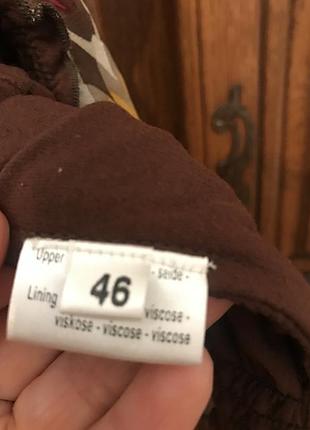 Upper
- seide -
46
Lining viscose -
viskose - viscose - viscose